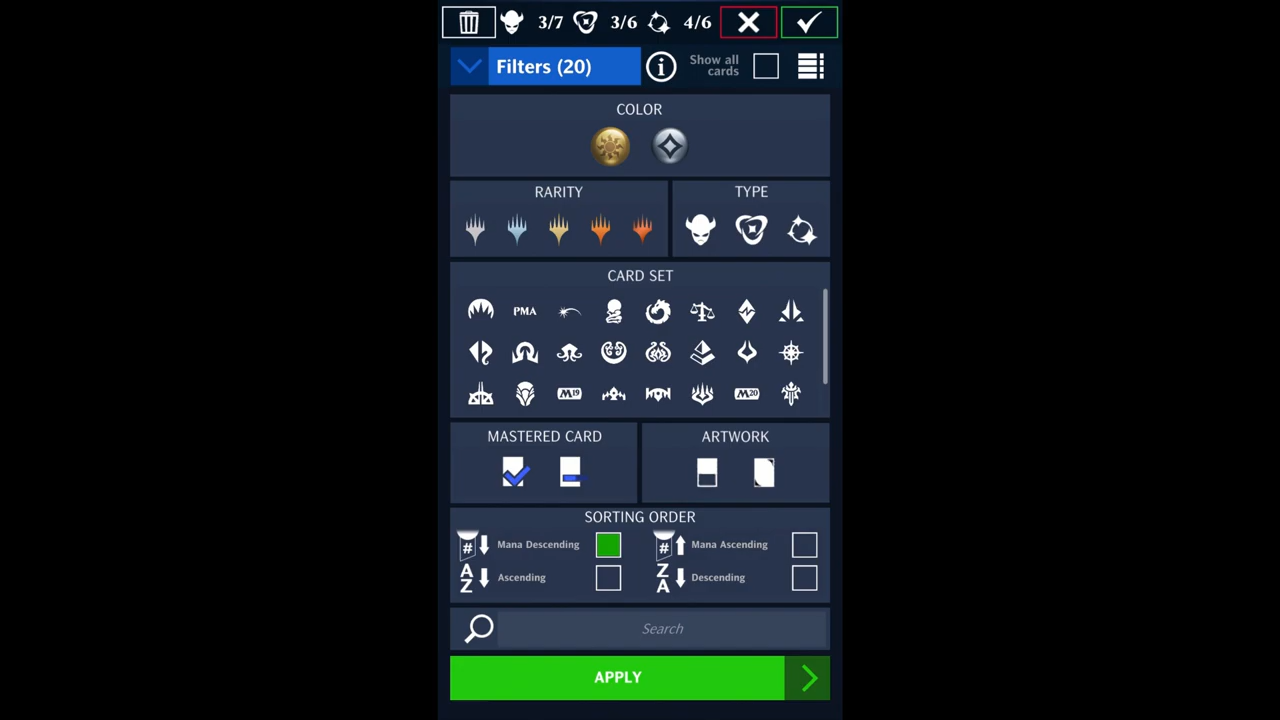 3/7 3/6 4/6
Filters (20)
Show all
cards
COLOR
RARITY
TYPE
CARD SET
PMA
M19
M20
MASTERED CARD
ARTWORK
SORTING ORDER
# Mana Descending
# Mana Ascending
A
Z
Ascending
Z
A
Descending
Search
APPLY